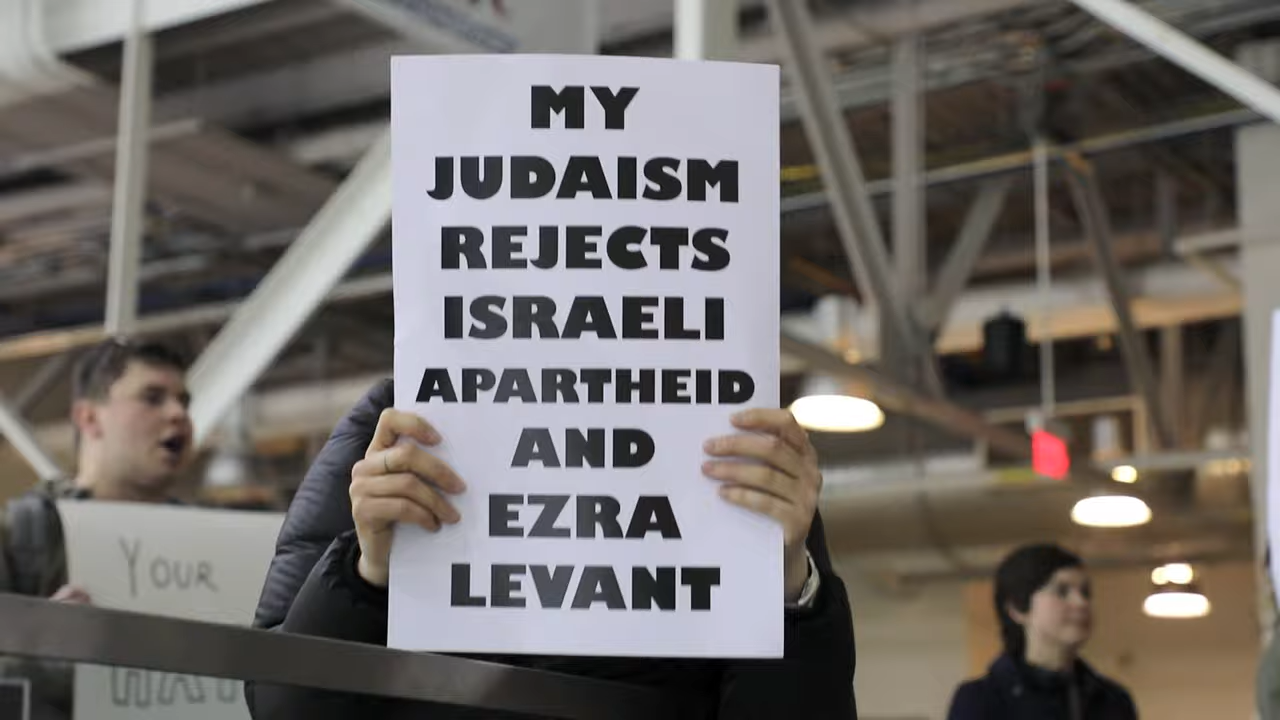 MY
JUDAISM
REJECTS
ISRAELI
APARTHEID
AND
EZRA
LEVANT
YOUR